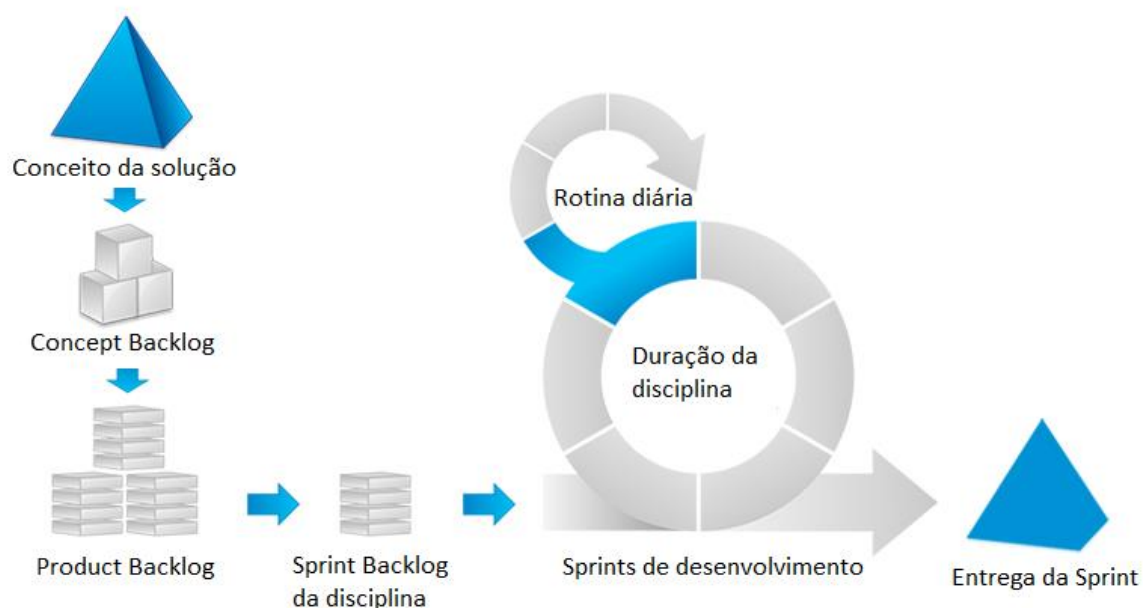 Conceito da solução
Concept Backlog
Product Backlog
Sprint Backlog
da disciplina
Rotina diária
Duração da
disciplina
Sprints de desenvolvimento
Entrega da Sprint